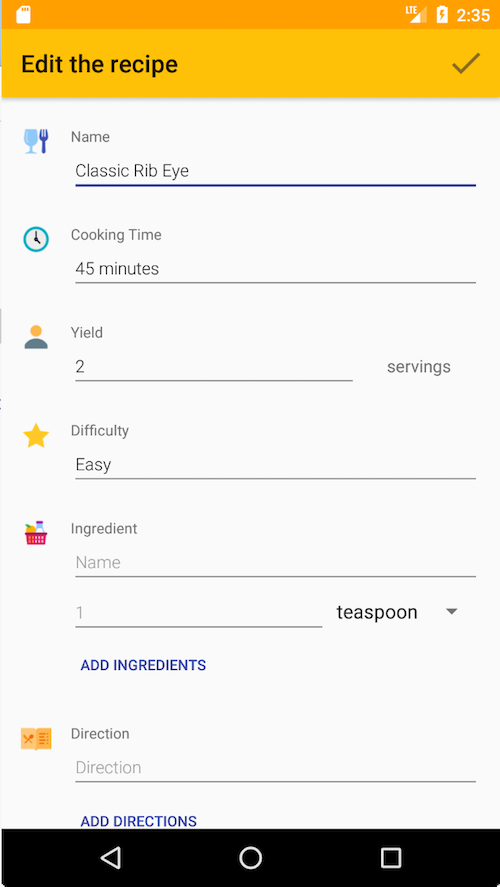 LTE 2:35
Edit the recipe
Name
Classic Rib Eye
Cooking Time
45 minutes
Yield
2 servings
Difficulty
Easy
Ingredient
Name
1 teaspoon
ADD INGREDIENTS
Direction
Direction
ADD DIRECTIONS